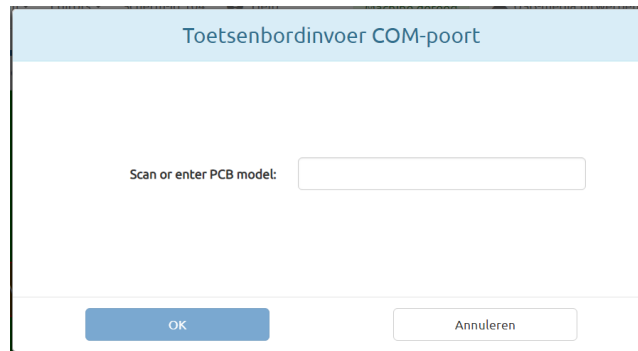 Toetsenbordinvoer COM-poort
Scan or enter PCB model:
OK
Annuleren